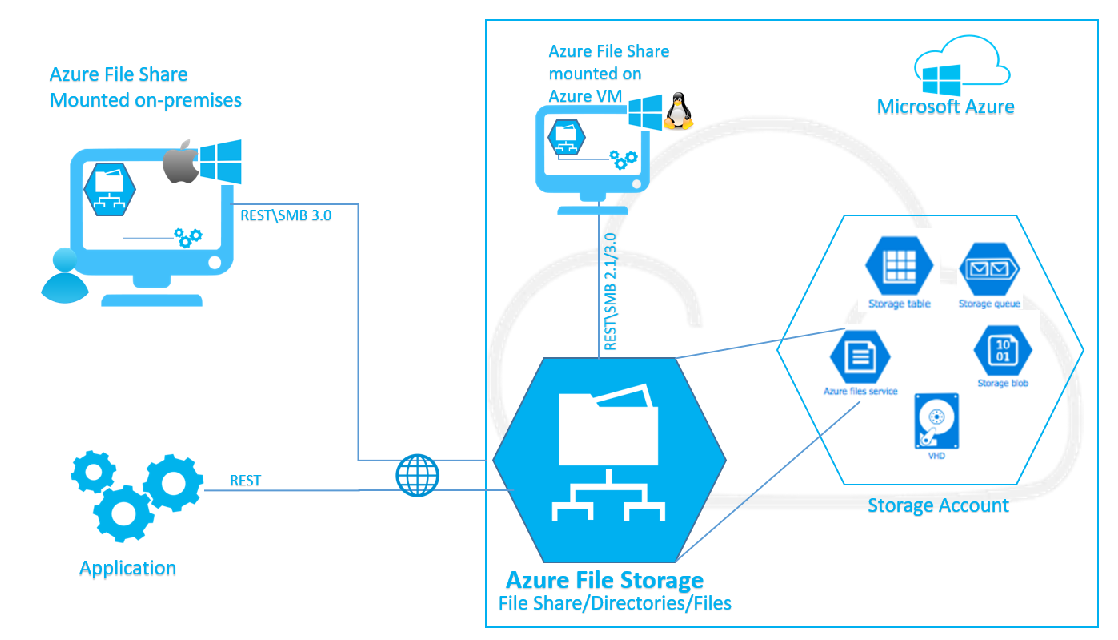 Azure File Share
Mounted on-premises
REST\SMB 3.0
Azure File Share
mounted on
Azure VM
REST\SMB 2.1/3.0
Microsoft Azure
Storage table
Storage queue
Azure files service
10
01
Storage blob
VHD
Storage Account
REST
Application
Azure File Storage
File Share/Directories/Files